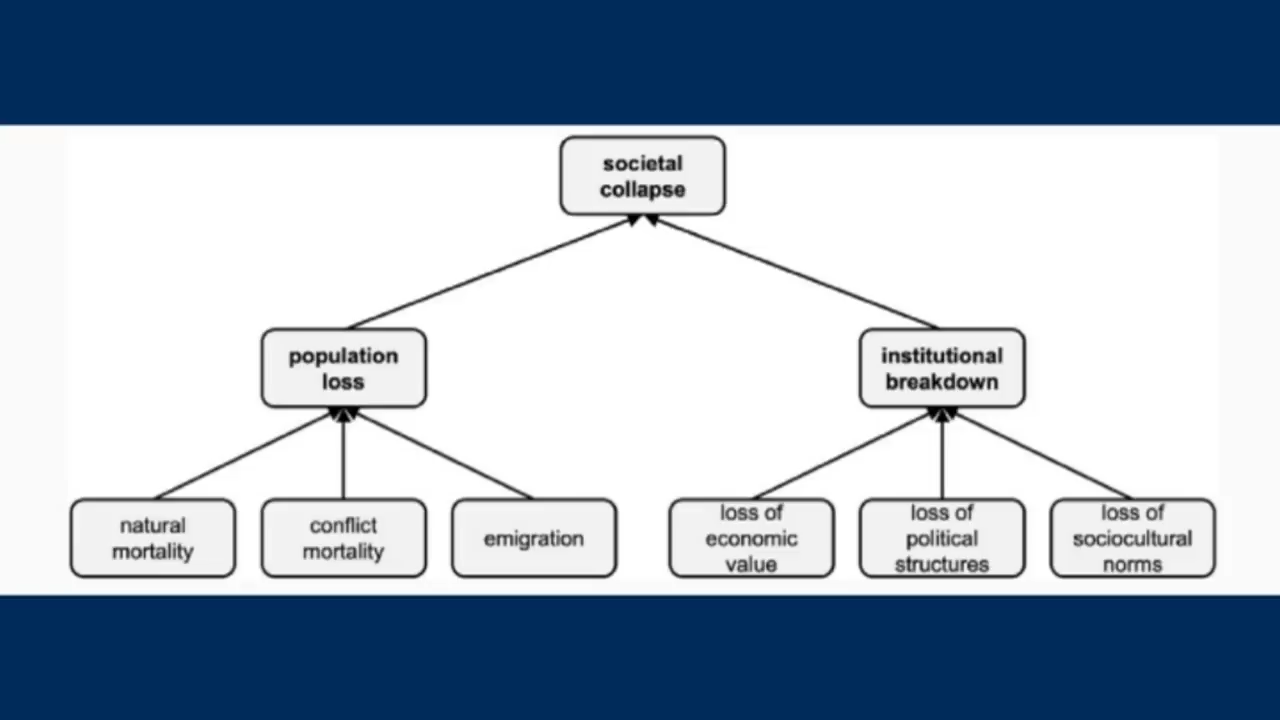 societal
collapse
population
loss
institutional
breakdown
natural
mortality
conflict
mortality
emigration
loss of
economic
value
loss of
political
structures
loss of
sociocultural
norms